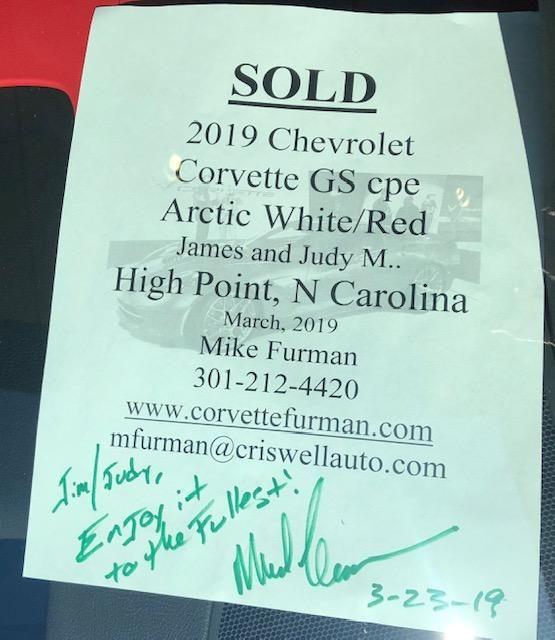 SOLD
2019 Chevrolet
Corvette GS cpe
Arctic White/Red
James and Judy M..
High Point, N Carolina
March, 2019
Mike Furman
301-212-4420
www.corvettefurman.com
mfurman@criswellauto.com
Jim/Judy,
Enjoy it
to the Fullest!
3-23-19